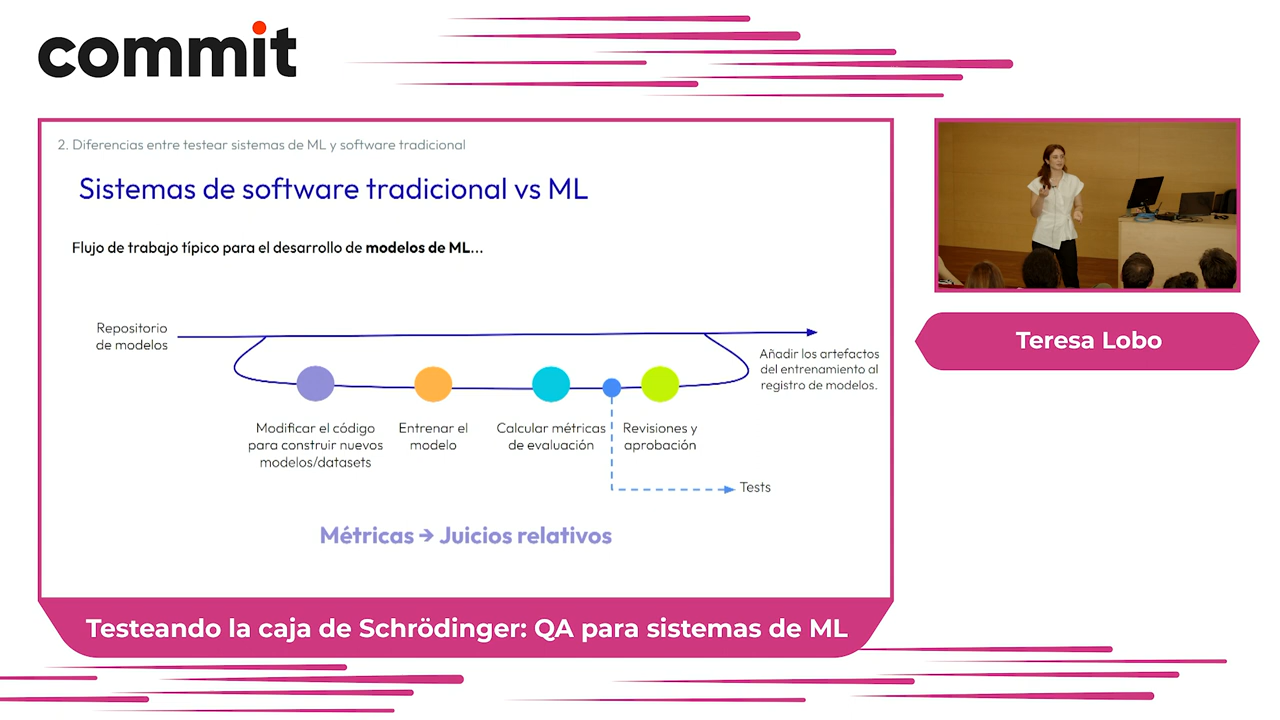 commit
2. Diferencias entre testear sistemas de ML y software tradicional
Sistemas de software tradicional vs ML
Flujo de trabajo típico para el desarrollo de modelos de ML...
Repositorio
de modelos
Añadir los artefactos
del entrenamiento al
registro de modelos.
Modificar el código
para construir nuevos
modelos/datasets
Entrenar el
modelo
Calcular métricas
de evaluación
Revisiones y
aprobación
Tests
Métricas → Juicios relativos
Teresa Lobo
Testeando la caja de Schrödinger: QA para sistemas de ML